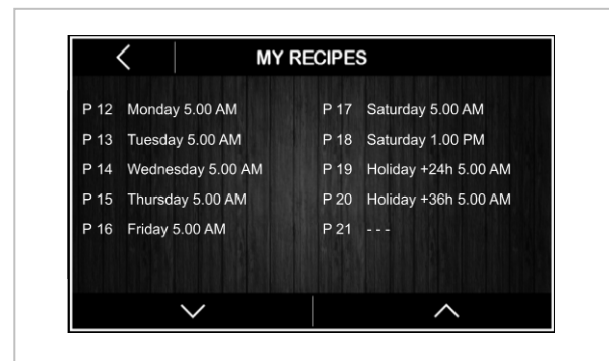 MY RECIPES
P 12 Monday 5.00 AM
P 13 Tuesday 5.00 AM
P 14 Wednesday 5.00 AM
P 15 Thursday 5.00 AM
P 16 Friday 5.00 AM
P 17 Saturday 5.00 AM
P 18 Saturday 1.00 PM
P 19 Holiday +24h 5.00 AM
P 20 Holiday +36h 5.00 AM
P 21 - - -